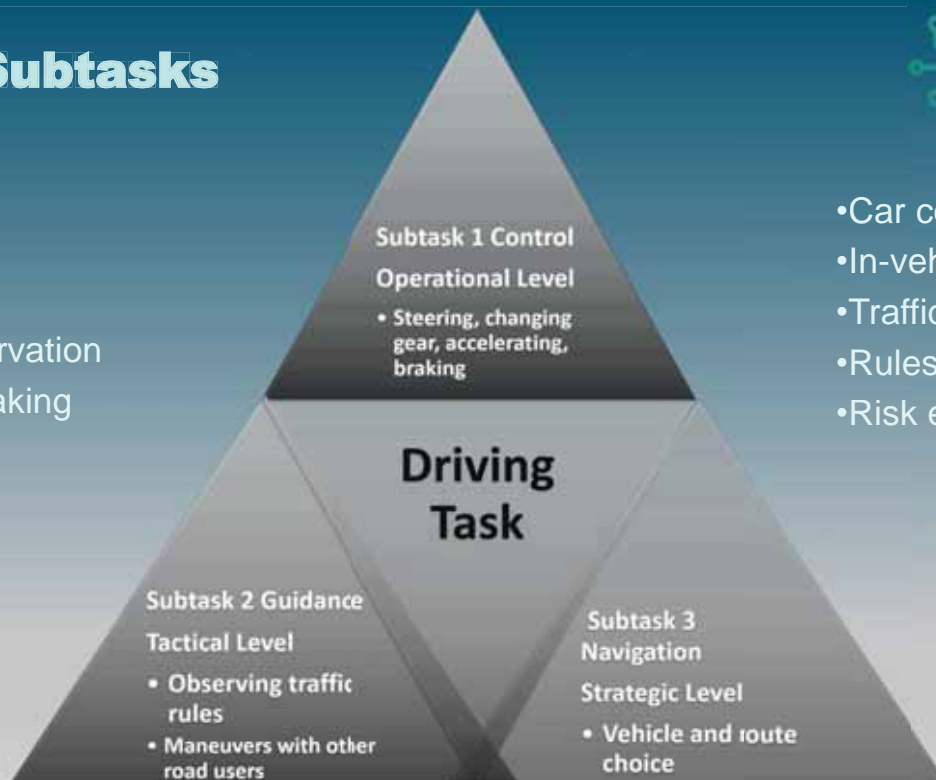 Subtasks
rvation
aking
Subtask 1 Control
Operational Level
• Steering, changing
gear, accelerating,
braking
Driving
Task
Subtask 2 Guidance
Tactical Level
• Observing traffic
rules
• Maneuvers with other
road users
Subtask 3
Navigation
Strategic Level
• Vehicle and route
choice
•Car c
•In-veh
•Traffic
•Rules
•Risk e